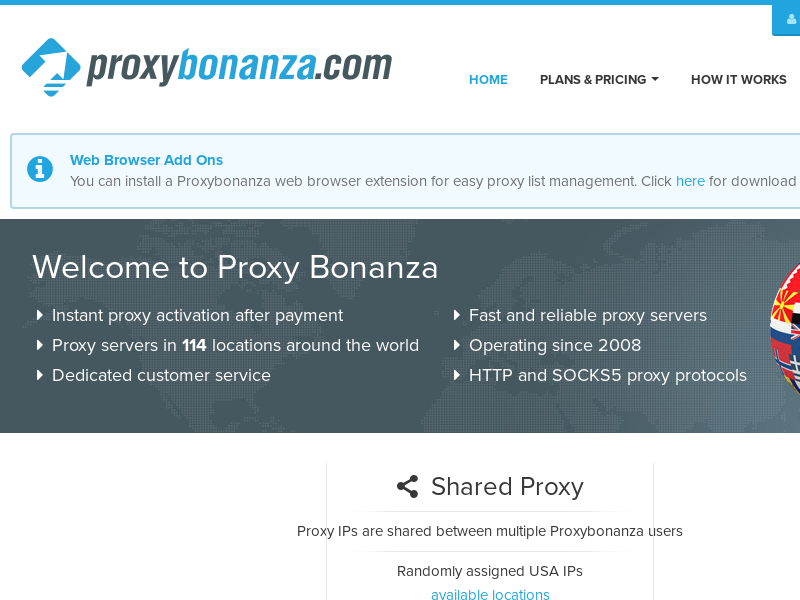 proxybonanza.com
HOME
PLANS & PRICING
HOW IT WORKS
Web Browser Add Ons
You can install a Proxybonanza web browser extension for easy proxy list management. Click here for download
Welcome to Proxy Bonanza
Instant proxy activation after payment
Fast and reliable proxy servers
Proxy servers in 114 locations around the world
Operating since 2008
Dedicated customer service
HTTP and SOCKS5 proxy protocols
Shared Proxy
Proxy IPs are shared between multiple Proxybonanza users
Randomly assigned USA IPs
available locations